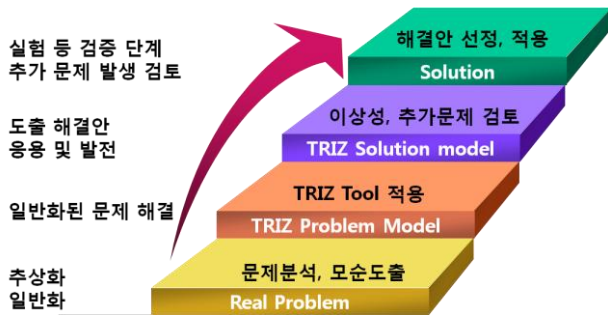 실험 등 검증 단계
추가 문제 발생 검토
해결안 선정, 적용
Solution
도출 해결안
응용 및 발전
이상성, 추가문제 검토
TRIZ Solution model
일반화된 문제 해결
TRIZ Tool 적용
TRIZ Problem Model
추상화
일반화
문제분석, 모순도출
Real Problem